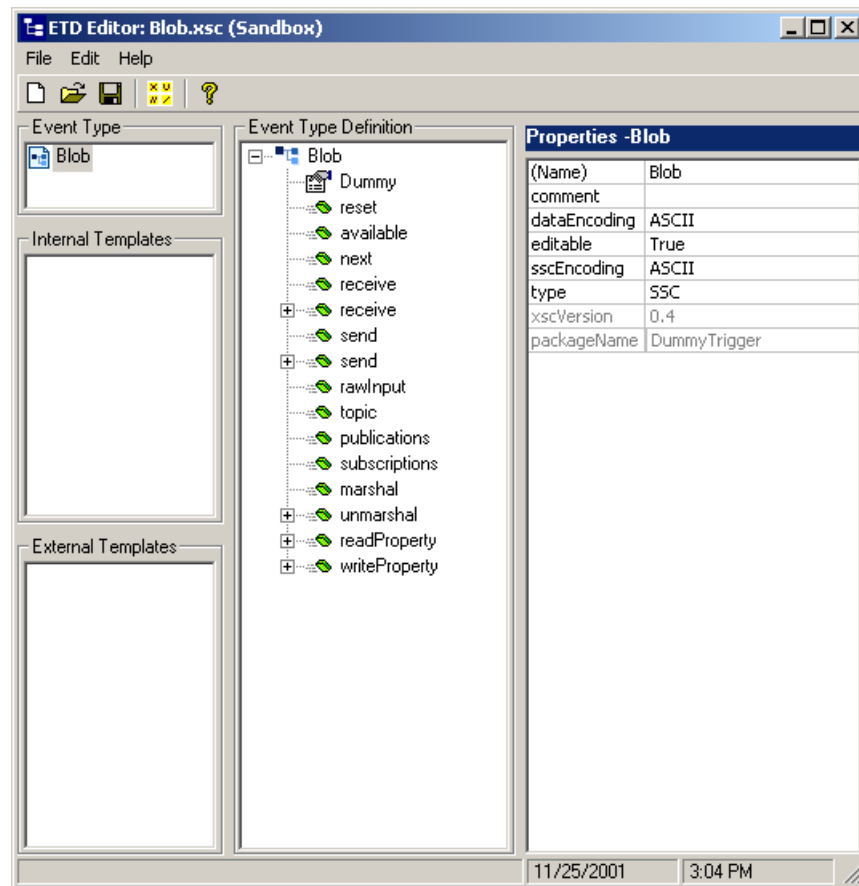 ETD Editor: Blob.xsc (Sandbox)
File Edit Help
Event Type
Blob
Internal Templates
External Templates
Event Type Definition
Blob
Dummy
reset
available
next
receive
receive
send
send
rawInput
topic
publications
subscriptions
marshal
unmarshal
readProperty
writeProperty
Properties -Blob
(Name) Blob
comment
dataEncoding ASCII
editable True
sscEncoding ASCII
type SSC
xscVersion 0.4
packageName DummyTrigger
11/25/2001 3:04 PM